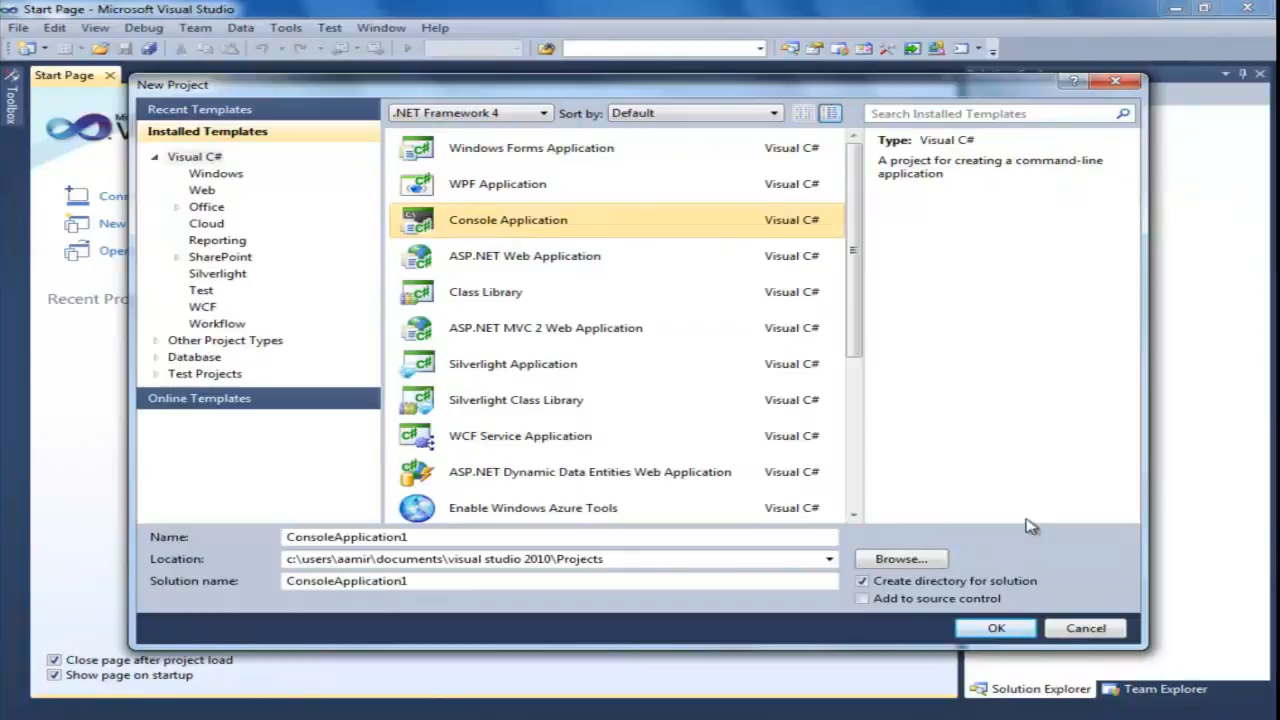 Start Page - Microsoft Visual Studio
File Edit View Debug Team Data Tools Test Window Help
Toolbox
Start Page
New Project
Recent Templates
Installed Templates
Visual C#
Windows
Web
Office
Cloud
Reporting
SharePoint
Silverlight
Test
WCF
Workflow
Other Project Types
Database
Test Projects
Online Templates
.NET Framework 4 Sort by: Default
Search Installed Templates
Windows Forms Application Visual C#
WPF Application Visual C#
Console Application Visual C#
ASP.NET Web Application Visual C#
Class Library Visual C#
ASP.NET MVC 2 Web Application Visual C#
Silverlight Application Visual C#
Silverlight Class Library Visual C#
WCF Service Application Visual C#
ASP.NET Dynamic Data Entities Web Application Visual C#
Enable Windows Azure Tools Visual C#
Type: Visual C#
A project for creating a command-line
application
New
Recent
Name: ConsoleApplication1
Location: c:\users\aamir\documents\visual studio 2010\Projects
Browse...
Solution name: ConsoleApplication1
Create directory for solution
Add to source control
OK Cancel
Close page after project load
Show page on startup
Solution Explorer Team Explorer